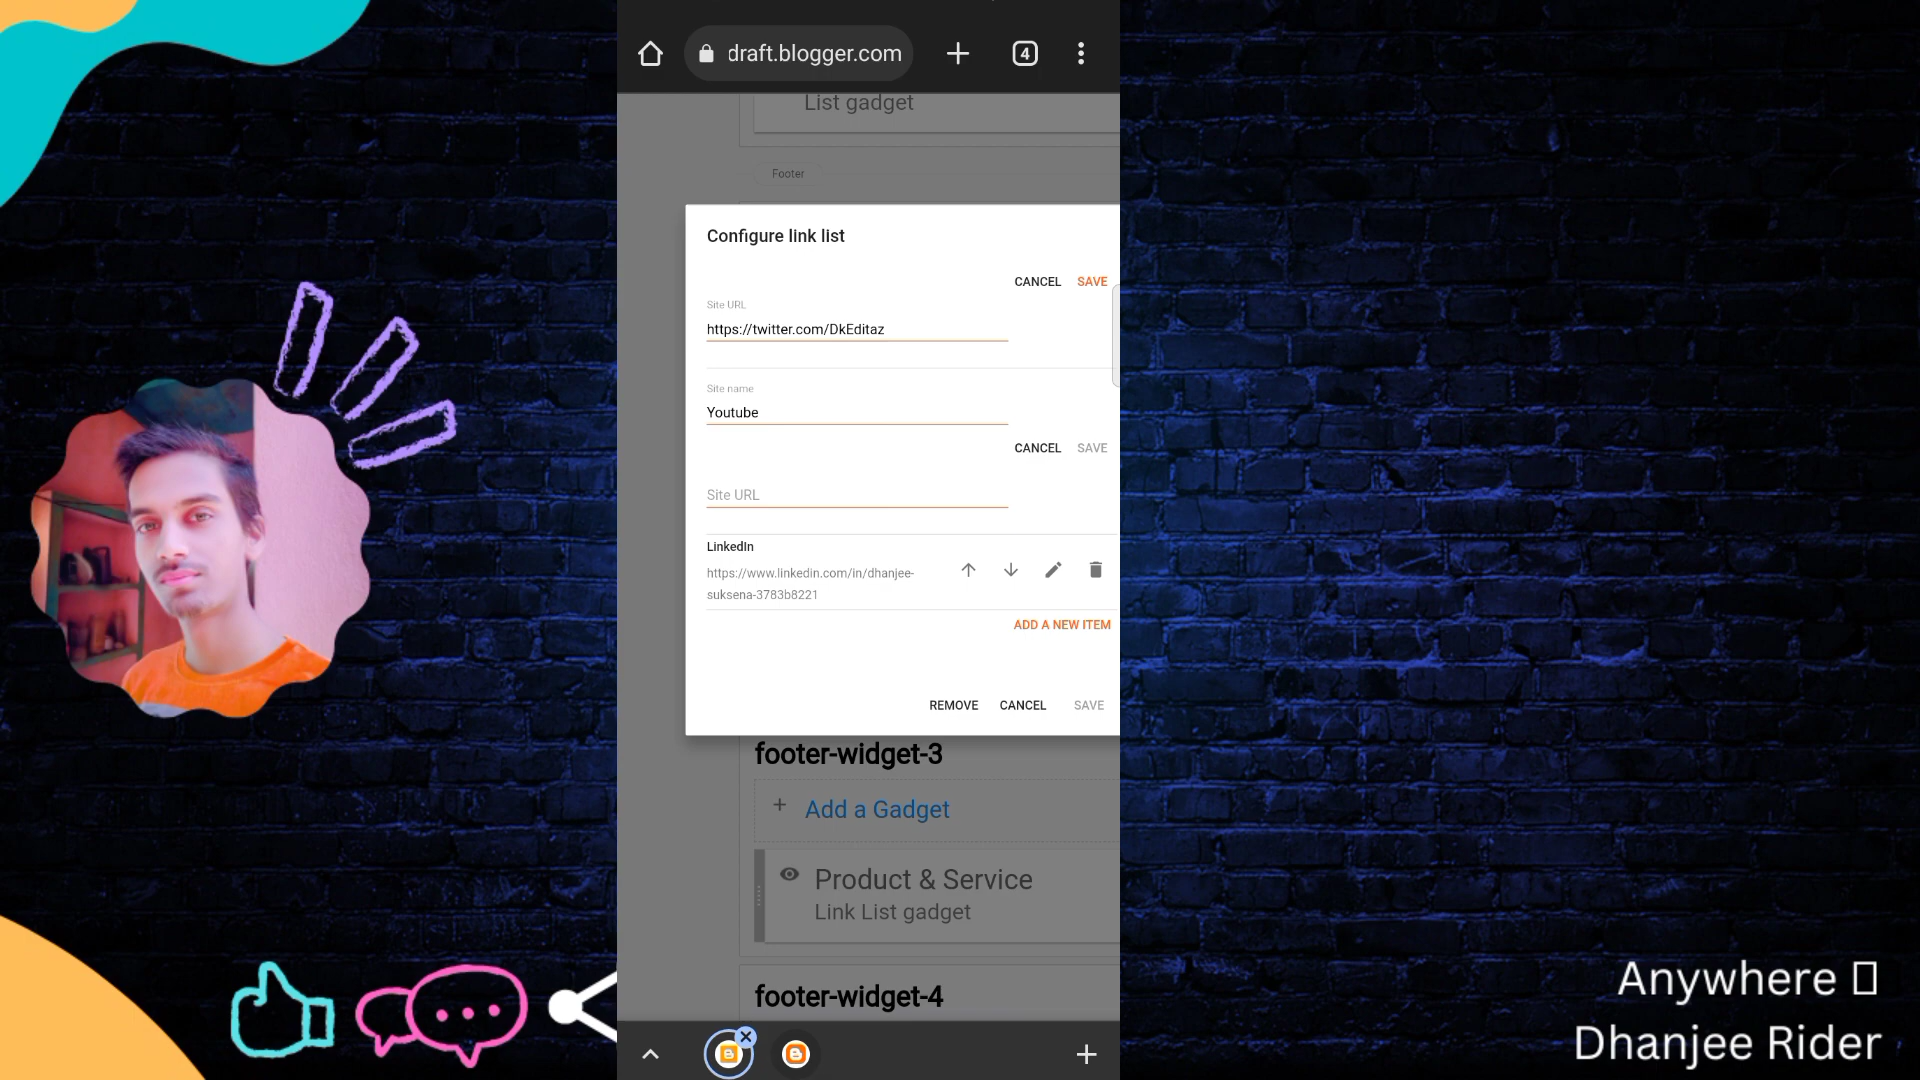 draft.blogger.com
4
List gadget
Footer
Configure link list
CANCEL SAVE
Site URL
https://twitter.com/DkEditaz
Site name
Youtube
CANCEL SAVE
Site URL
LinkedIn
https://www.linkedin.com/in/dhanjee-
suksena-3783b8221
ADD A NEW ITEM
REMOVE CANCEL SAVE
footer-widget-3
Add a Gadget
Product & Service
Link List gadget
footer-widget-4
Anywhere
Dhanjee Rider